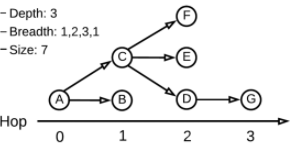 - Depth: 3
- Breadth: 1,2,3,1
- Size: 7
F
C
E
A
B
D
G
Hop
0
1
2
3